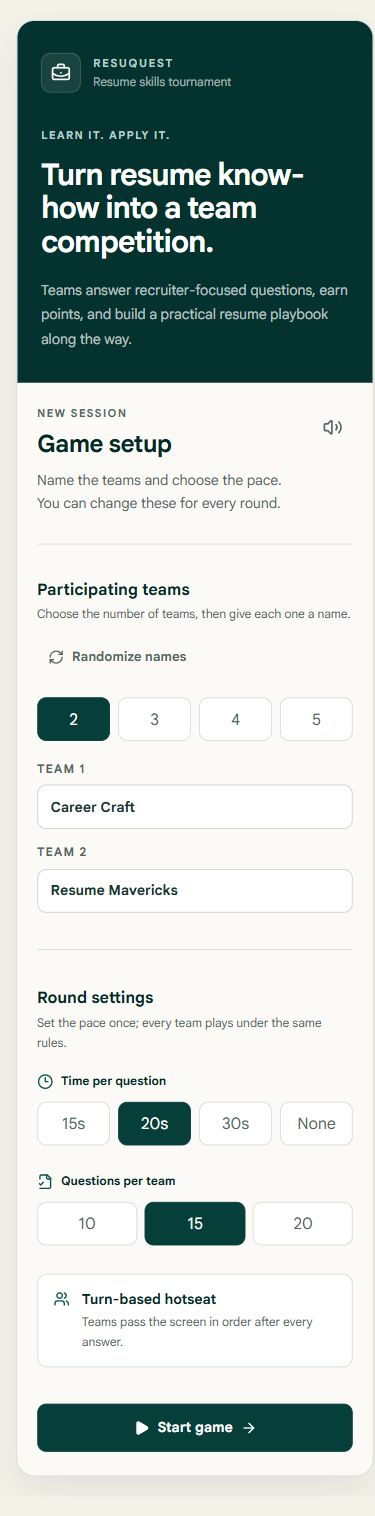 RESUQUEST
Resume skills tournament
LEARN IT. APPLY IT.
Turn resume know-
how into a team
competition.
Teams answer recruiter-focused questions, earn
points, and build a practical resume playbook
along the way.
NEW SESSION
Game setup
Name the teams and choose the pace.
You can change these for every round.
Participating teams
Choose the number of teams, then give each one a name.
Randomize names
2 3 4 5
TEAM 1
Career Craft
TEAM 2
Resume Mavericks
Round settings
Set the pace once; every team plays under the same
rules.
Time per question
15s 20s 30s None
Questions per team
10 15 20
Turn-based hotseat
Teams pass the screen in order after every
answer.
Start game